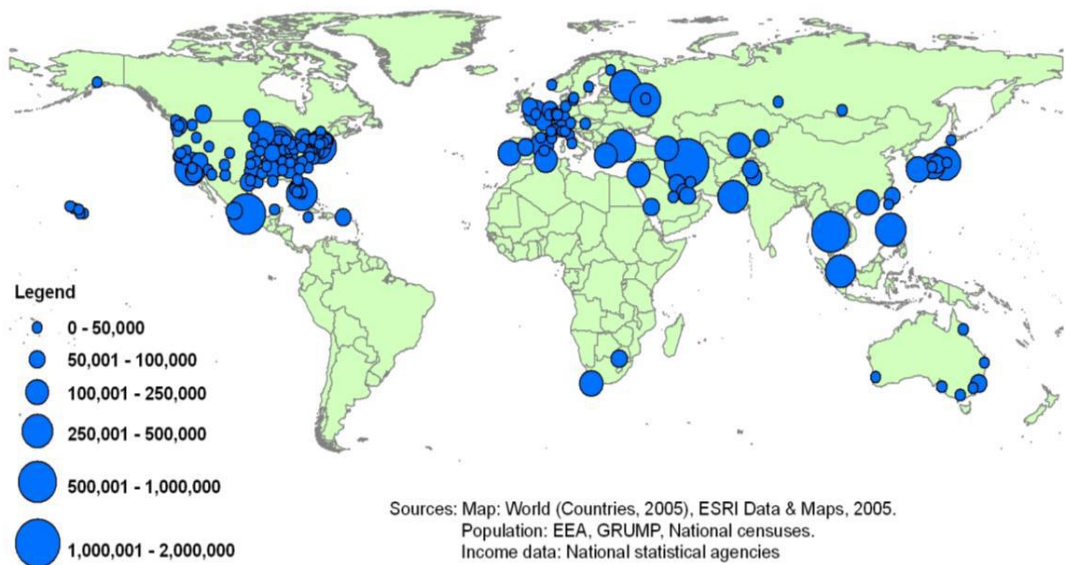 Legend
0 - 50,000
50,001 - 100,000
100,001 - 250,000
250,001 - 500,000
500,001 - 1,000,000
1,000,001 - 2,000,000
Sources: Map: World (Countries, 2005), ESRI Data & Maps, 2005.
Population: EEA, GRUMP, National censuses.
Income data: National statistical agencies